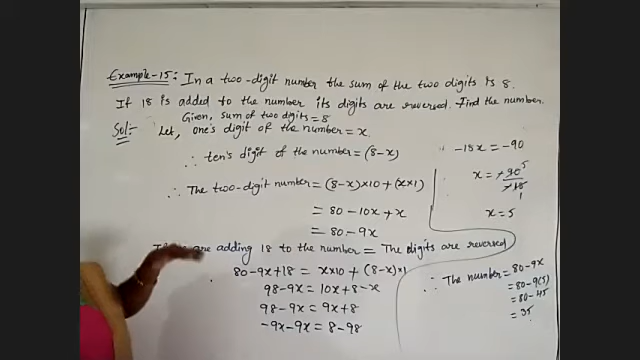 Example-15: In a two-digit number the sum of the two digits is 8.
If 18 is added to the number its digits are reversed. Find the number.
Given, sum of two digits = 8
Sol:- Let, one's digit of the number = x
∴ ten's digit of the number = (8-x)
∴ The two-digit number = (8-x)×10 + (x×1)
= 80 - 10x + x
= 80 - 9x
are adding 18 to the number = The digits are reversed
80 - 9x + 18 = x×10 + (8-x)×1
98 - 9x = 10x + 8 - x
98 - 9x = 9x + 8
-9x - 9x = 8 - 98
-18x = -90
x = -90 5
-18 1
x = 5
∴ The number = 80 - 9x
= 80 - 9(5)
= 80 - 45
= 35